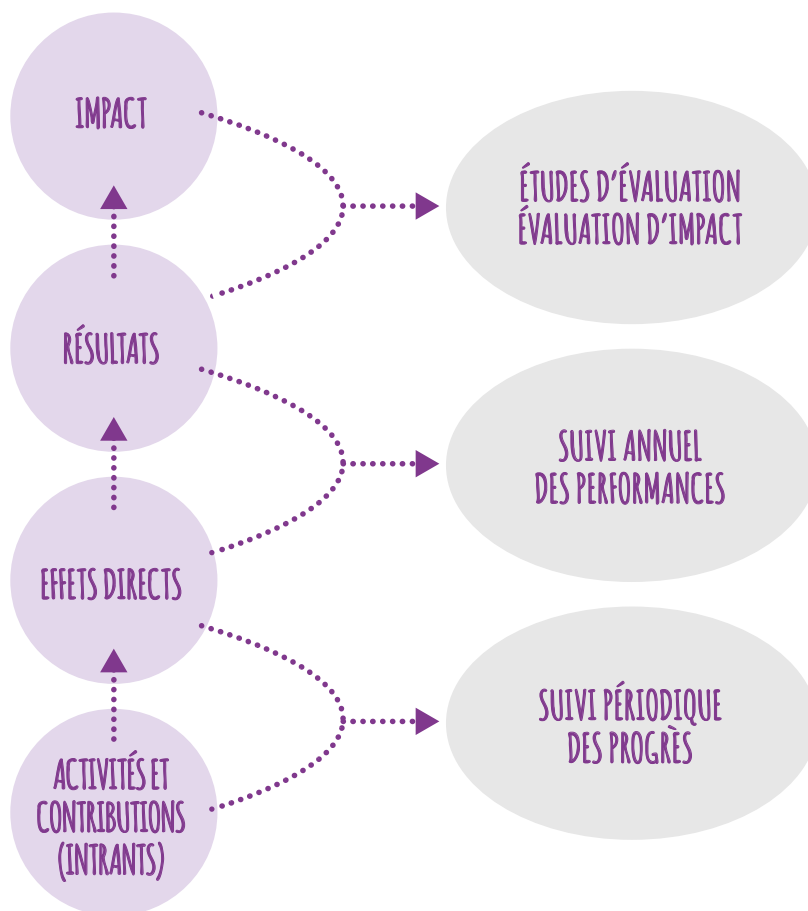 IMPACT
ÉTUDES D'ÉVALUATION
ÉVALUATION D'IMPACT
RÉSULTATS
SUIVI ANNUEL
DES PERFORMANCES
EFFETS DIRECTS
SUIVI PÉRIODIQUE
DES PROGRÈS
ACTIVITÉS ET
CONTRIBUTIONS
(INTRANTS)